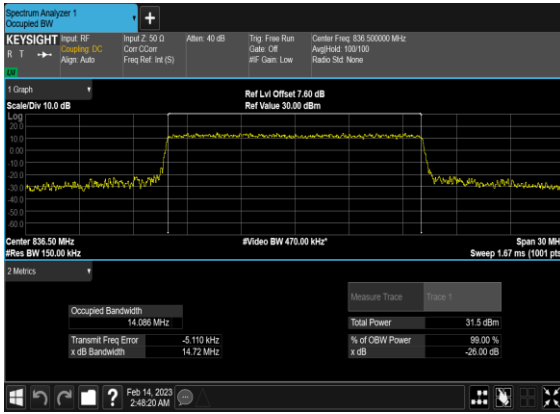 Spectrum Analyzer 1
Occupied BW
+
KEYSIGHT Input: RF Input Z: 50 Ω Atten: 40 dB Trig: Free Run Center Freq: 836.500000 MHz
R T Coupling: DC Corr CCorr Gate: Off Avg|Hold: 100/100
Align: Auto Freq Ref: Int (S) #IF Gain: Low Radio Std: None
1 Graph
Ref Lvl Offset 7.60 dB
Scale/Div 10.0 dB Ref Value 30.00 dBm
Log
20.0
10.0
0.00
-10.0
-20.0
-30.0
-40.0
-50.0
-60.0
Center 836.50 MHz #Video BW 470.00 kHz* Span 30 MH
#Res BW 150.00 kHz Sweep 1.67 ms (1001 pts
2 Metrics
Measure Trace Trace 1
Occupied Bandwidth
14.086 MHz Total Power 31.5 dBm
Transmit Freq Error -5.110 kHz % of OBW Power 99.00 %
x dB Bandwidth 14.72 MHz x dB -26.00 dB
? Feb 14, 2023
2:48:20 AM